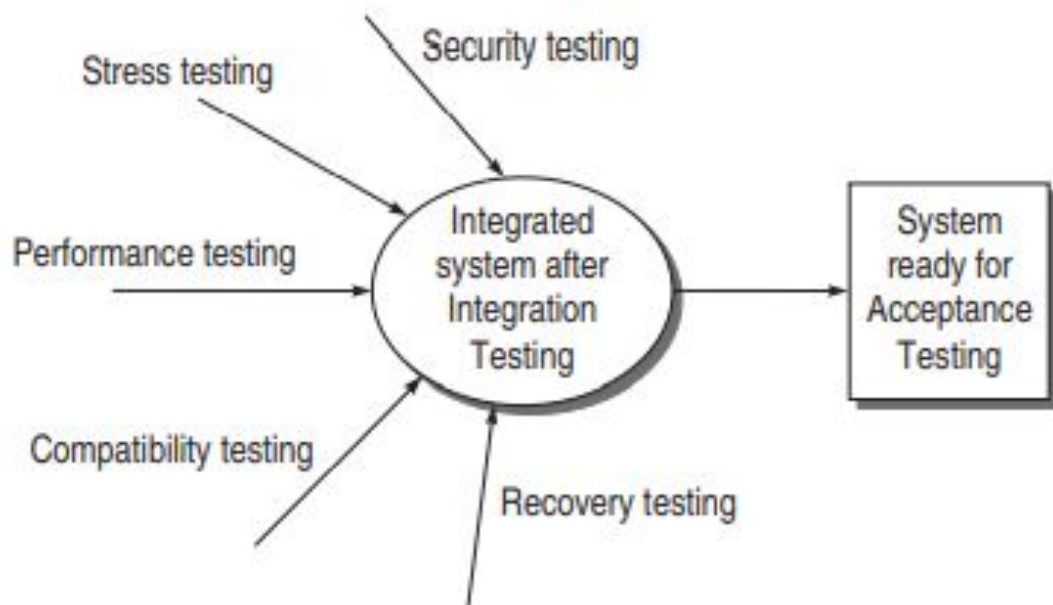 Security testing
Stress testing
Performance testing
Integrated
system after
Integration
Testing
System
ready for
Acceptance
Testing
Compatibility testing
Recovery testing